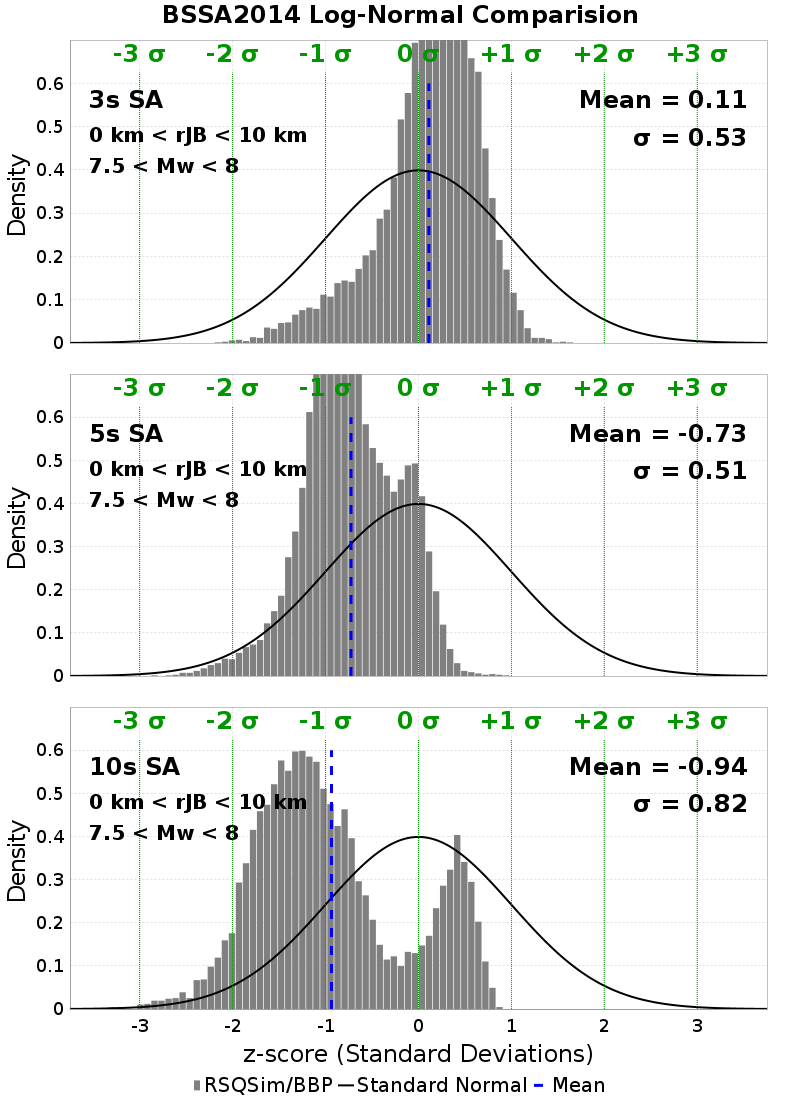 BSSA2014 Log-Normal Comparision
-3 σ -2 σ -1 σ 0 σ +1 σ +2 σ +3 σ
3s SA
Mean = 0.11
0 km < rJB < 10 km
σ = 0.53
7.5 < Mw < 8
Density
0.6
0.5
0.4
0.3
0.2
0.1
0
-3 σ -2 σ -1 σ 0 σ +1 σ +2 σ +3 σ
5s SA
Mean = -0.73
0 km < rJB < 10 km
σ = 0.51
7.5 < Mw < 8
Density
0.6
0.5
0.4
0.3
0.2
0.1
0
-3 σ -2 σ -1 σ 0 σ +1 σ +2 σ +3 σ
10s SA
Mean = -0.94
0 km < rJB < 10 km
σ = 0.82
7.5 < Mw < 8
Density
0.6
0.5
0.4
0.3
0.2
0.1
0
-3 -2 -1 0 1 2 3
z-score (Standard Deviations)
RSQSim/BBP Standard Normal Mean